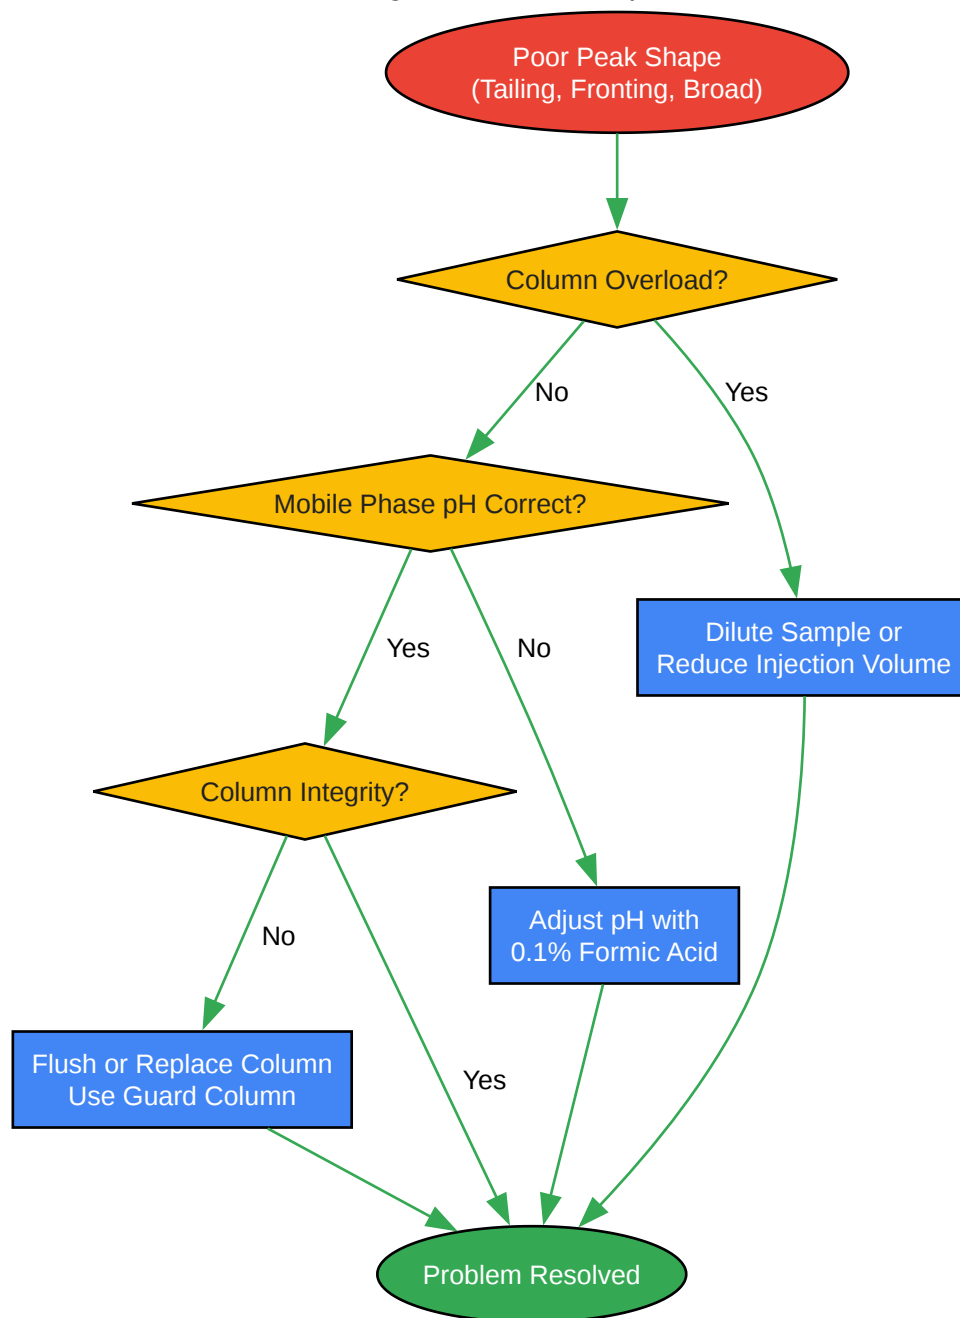 Poor Peak Shape
(Tailing, Fronting, Broad)
Column Overload?
No
Yes
Mobile Phase pH Correct?
Dilute Sample or
Reduce Injection Volume
Yes
No
Column Integrity?
Adjust pH with
0.1% Formic Acid
No
Flush or Replace Column
Use Guard Column
Yes
Problem Resolved